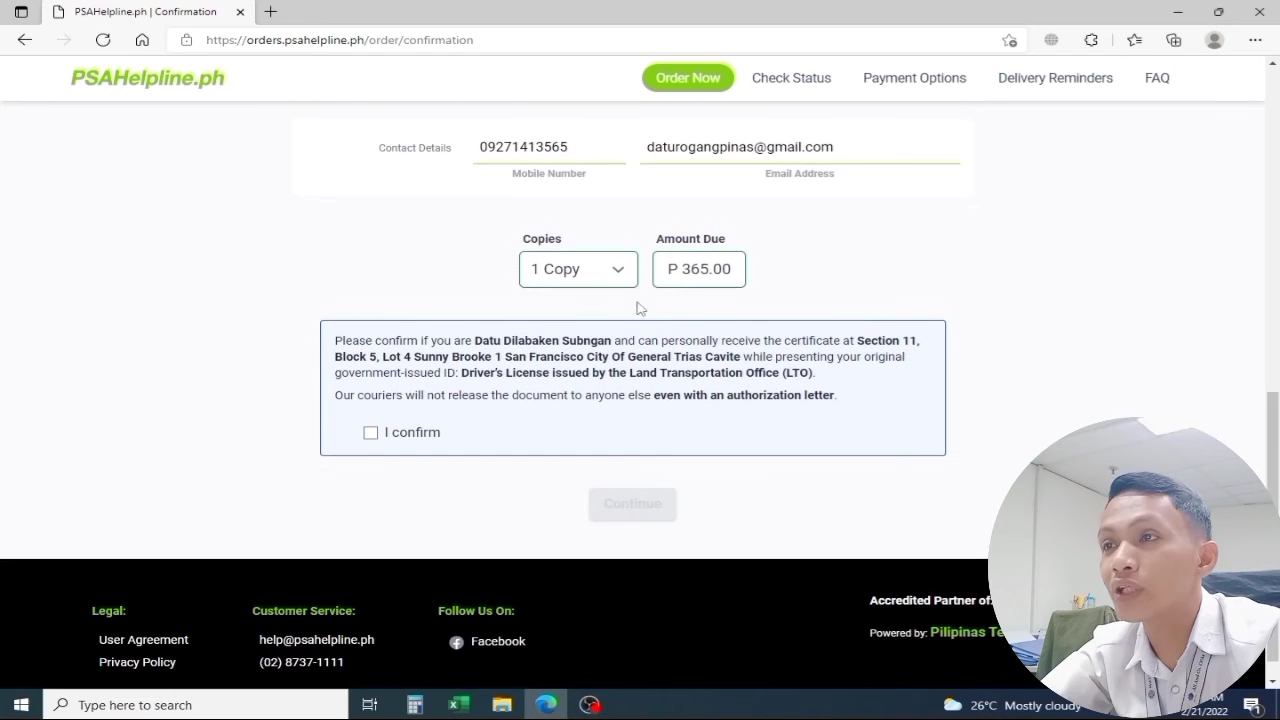 PSAHelpline.ph | Confirmation
https://orders.psahelpline.ph/order/confirmation
PSAHelpline.ph
Order Now
Check Status
Payment Options
Delivery Reminders
FAQ
Contact Details
09271413565
daturogangpinas@gmail.com
Mobile Number
Email Address
Copies
Amount Due
1 Copy
P 365.00
Please confirm if you are Datu Dilabaken Subngan and can personally receive the certificate at Section 11,
Block 5, Lot 4 Sunny Brooke 1 San Francisco City Of General Trias Cavite while presenting your original
government-issued ID: Driver's License issued by the Land Transportation Office (LTO).
Our couriers will not release the document to anyone else even with an authorization letter.
I confirm
Continue
Legal:
Customer Service:
Follow Us On:
Accredited Partner of:
User Agreement
help@psahelpline.ph
Facebook
Powered by: Pilipinas
Privacy Policy
(02) 8737-1111
Type here to search
26°C Mostly cloudy
2/21/2022